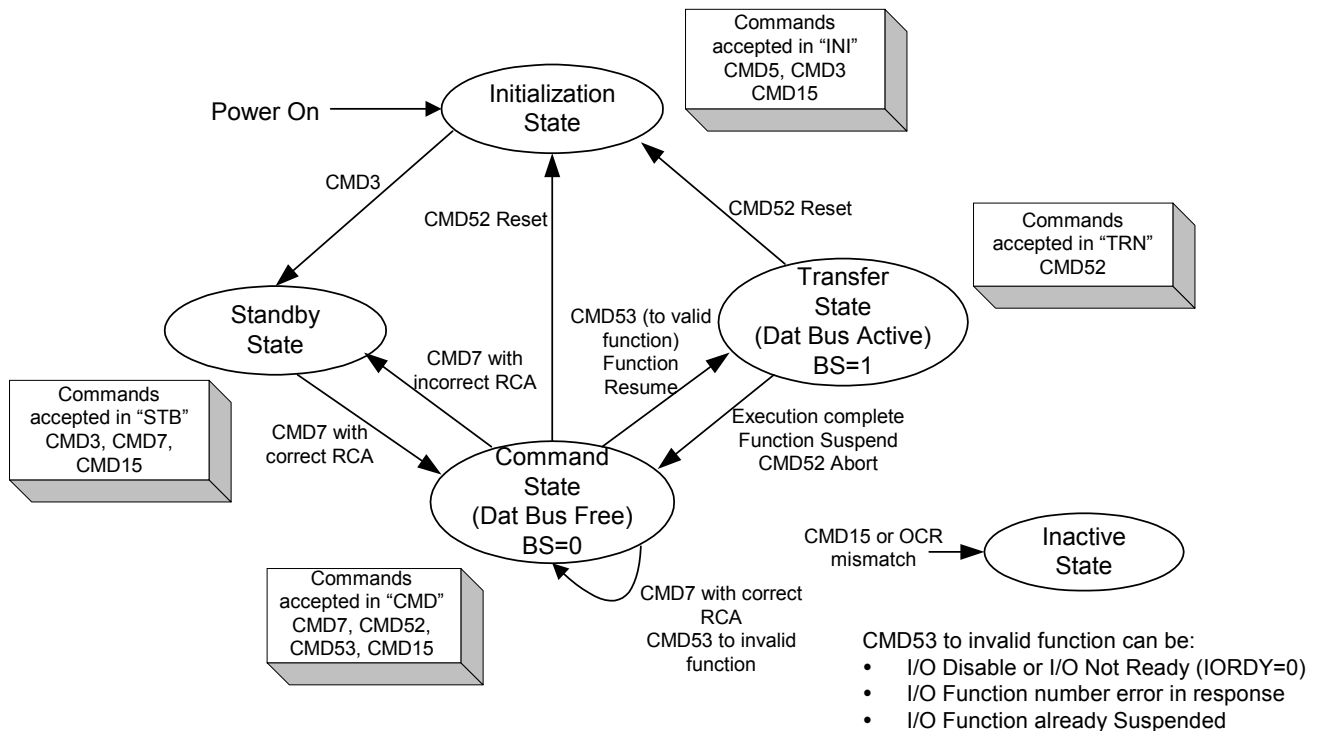 Commands
accepted in "INI"
CMD5, CMD3
CMD15
Power On
Initialization
State
CMD3
CMD52 Reset
CMD52 Reset
Commands
accepted in "TRN"
CMD52
Standby
State
Transfer
State
(Dat Bus Active)
BS=1
CMD53 (to valid
function)
Function
Resume
CMD7 with
incorrect RCA
Commands
accepted in "STB"
CMD3, CMD7,
CMD15
CMD7 with
correct RCA
Execution complete
Function Suspend
CMD52 Abort
Command
State
(Dat Bus Free)
BS=0
CMD15 or OCR
mismatch
Inactive
State
Commands
accepted in "CMD"
CMD7, CMD52,
CMD53, CMD15
CMD7 with correct
RCA
CMD53 to invalid
function
CMD53 to invalid function can be:
• I/O Disable or I/O Not Ready (IORDY=0)
• I/O Function number error in response
• I/O Function already Suspended